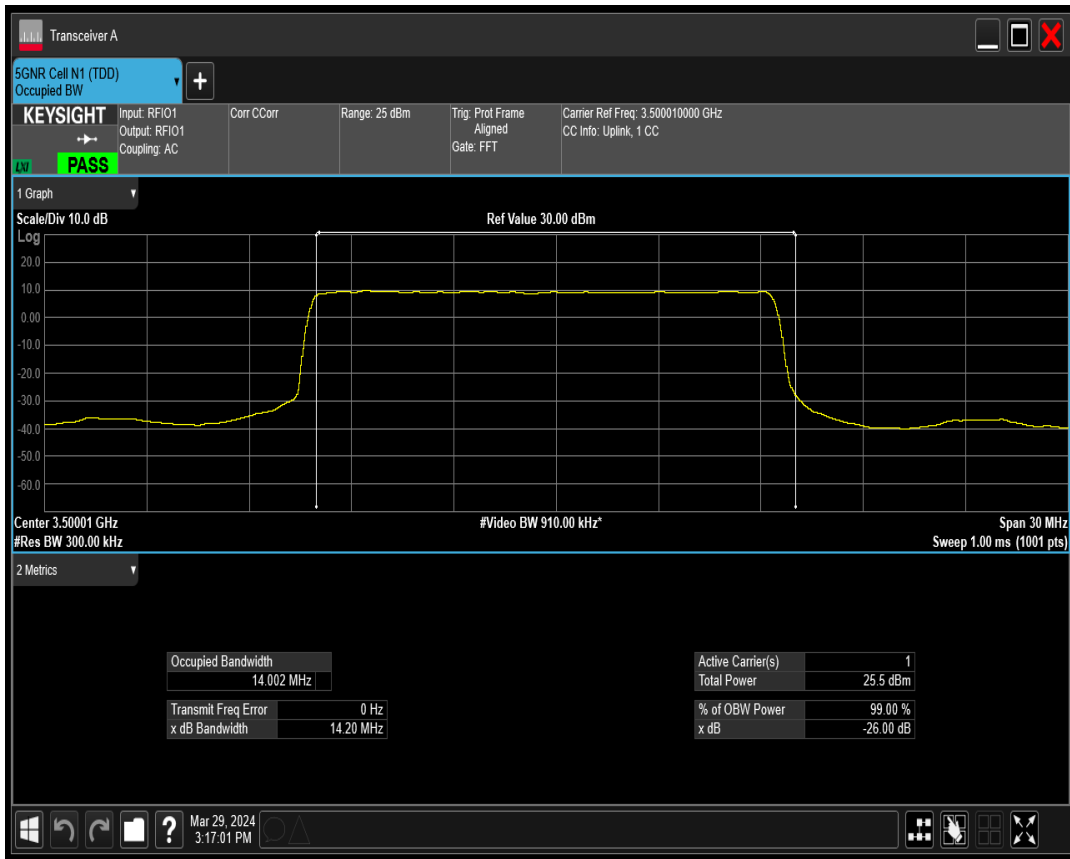 Transceiver A
5GNR Cell N1 (TDD)
Occupied BW
+
KEYSIGHT
LXI
PASS
Input: RFIO1
Output: RFIO1
Coupling: AC
Corr CCorr
Range: 25 dBm
Trig: Prot Frame
Aligned
Gate: FFT
Carrier Ref Freq: 3.500010000 GHz
CC Info: Uplink, 1 CC
1 Graph
Scale/Div 10.0 dB
Ref Value 30.00 dBm
Log
20.0
10.0
0.00
-10.0
-20.0
-30.0
-40.0
-50.0
-60.0
Center 3.50001 GHz
#Video BW 910.00 kHz*
Span 30 MHz
#Res BW 300.00 kHz
Sweep 1.00 ms (1001 pts)
2 Metrics
Occupied Bandwidth
14.002 MHz
Transmit Freq Error 0 Hz
x dB Bandwidth 14.20 MHz
Active Carrier(s) 1
Total Power 25.5 dBm
% of OBW Power 99.00 %
x dB -26.00 dB
?
Mar 29, 2024
3:17:01 PM